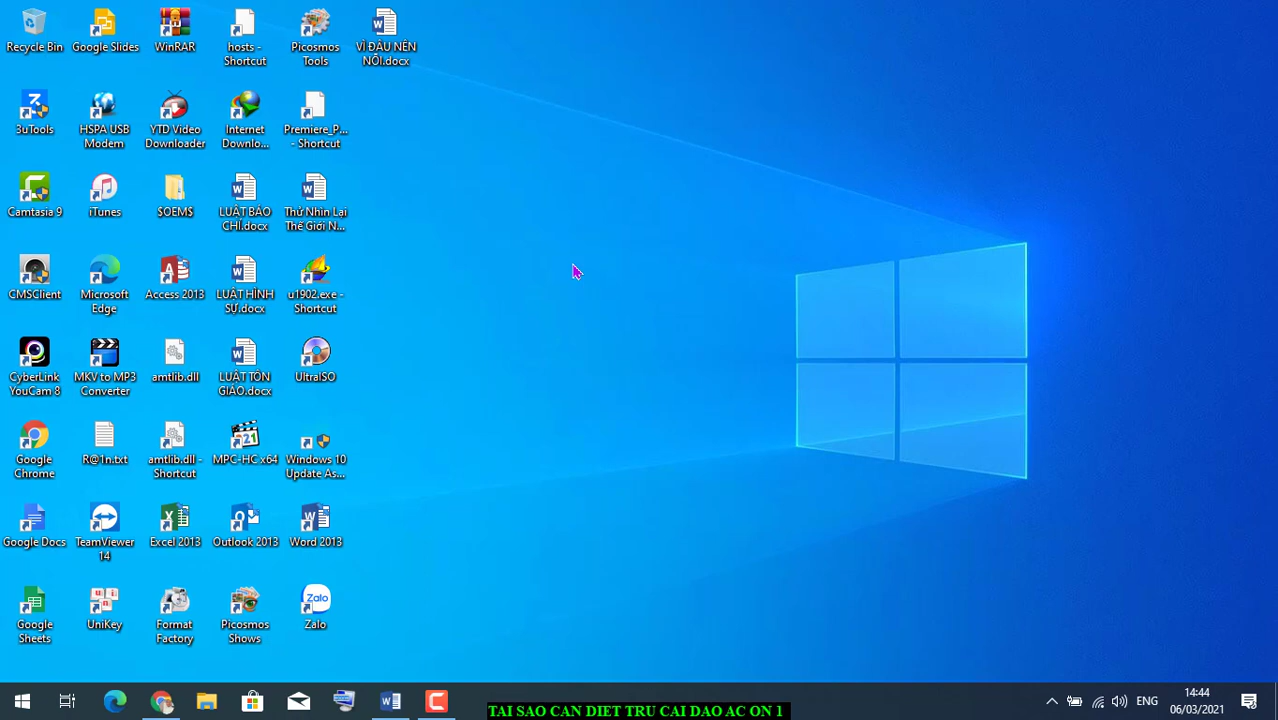 Recycle Bin
Google Slides
WinRAR
hosts -
Shortcut
Picosmos
Tools
VÌ ĐÂU NÊN
NỖI.docx
3uTools
HSPA USB
Modem
YTD Video
Downloader
Internet
Downlo...
Premiere_P...
- Shortcut
Camtasia 9
iTunes
$OEM$
LUẬT BÁO
CHÍ.docx
Thử Nhìn Lại
Thế Giới N...
CMSClient
Microsoft
Edge
Access 2013
LUẬT HÌNH
SỰ.docx
u1902.exe -
Shortcut
CyberLink
YouCam 8
MKV to MP3
Converter
amtlib.dll
LUẬT TÔN
GIÁO.docx
UltraISO
Google
Chrome
R@1n.txt
amtlib.dll -
Shortcut
MPC-HC x64
Windows 10
Update As...
Google Docs
TeamViewer
14
Excel 2013
Outlook 2013
Word 2013
Google
Sheets
UniKey
Format
Factory
Picosmos
Shows
Zalo
ENG
14:44
06/03/2021
TAI SAO CAN DIET TRU CAI DAO AC ON 1